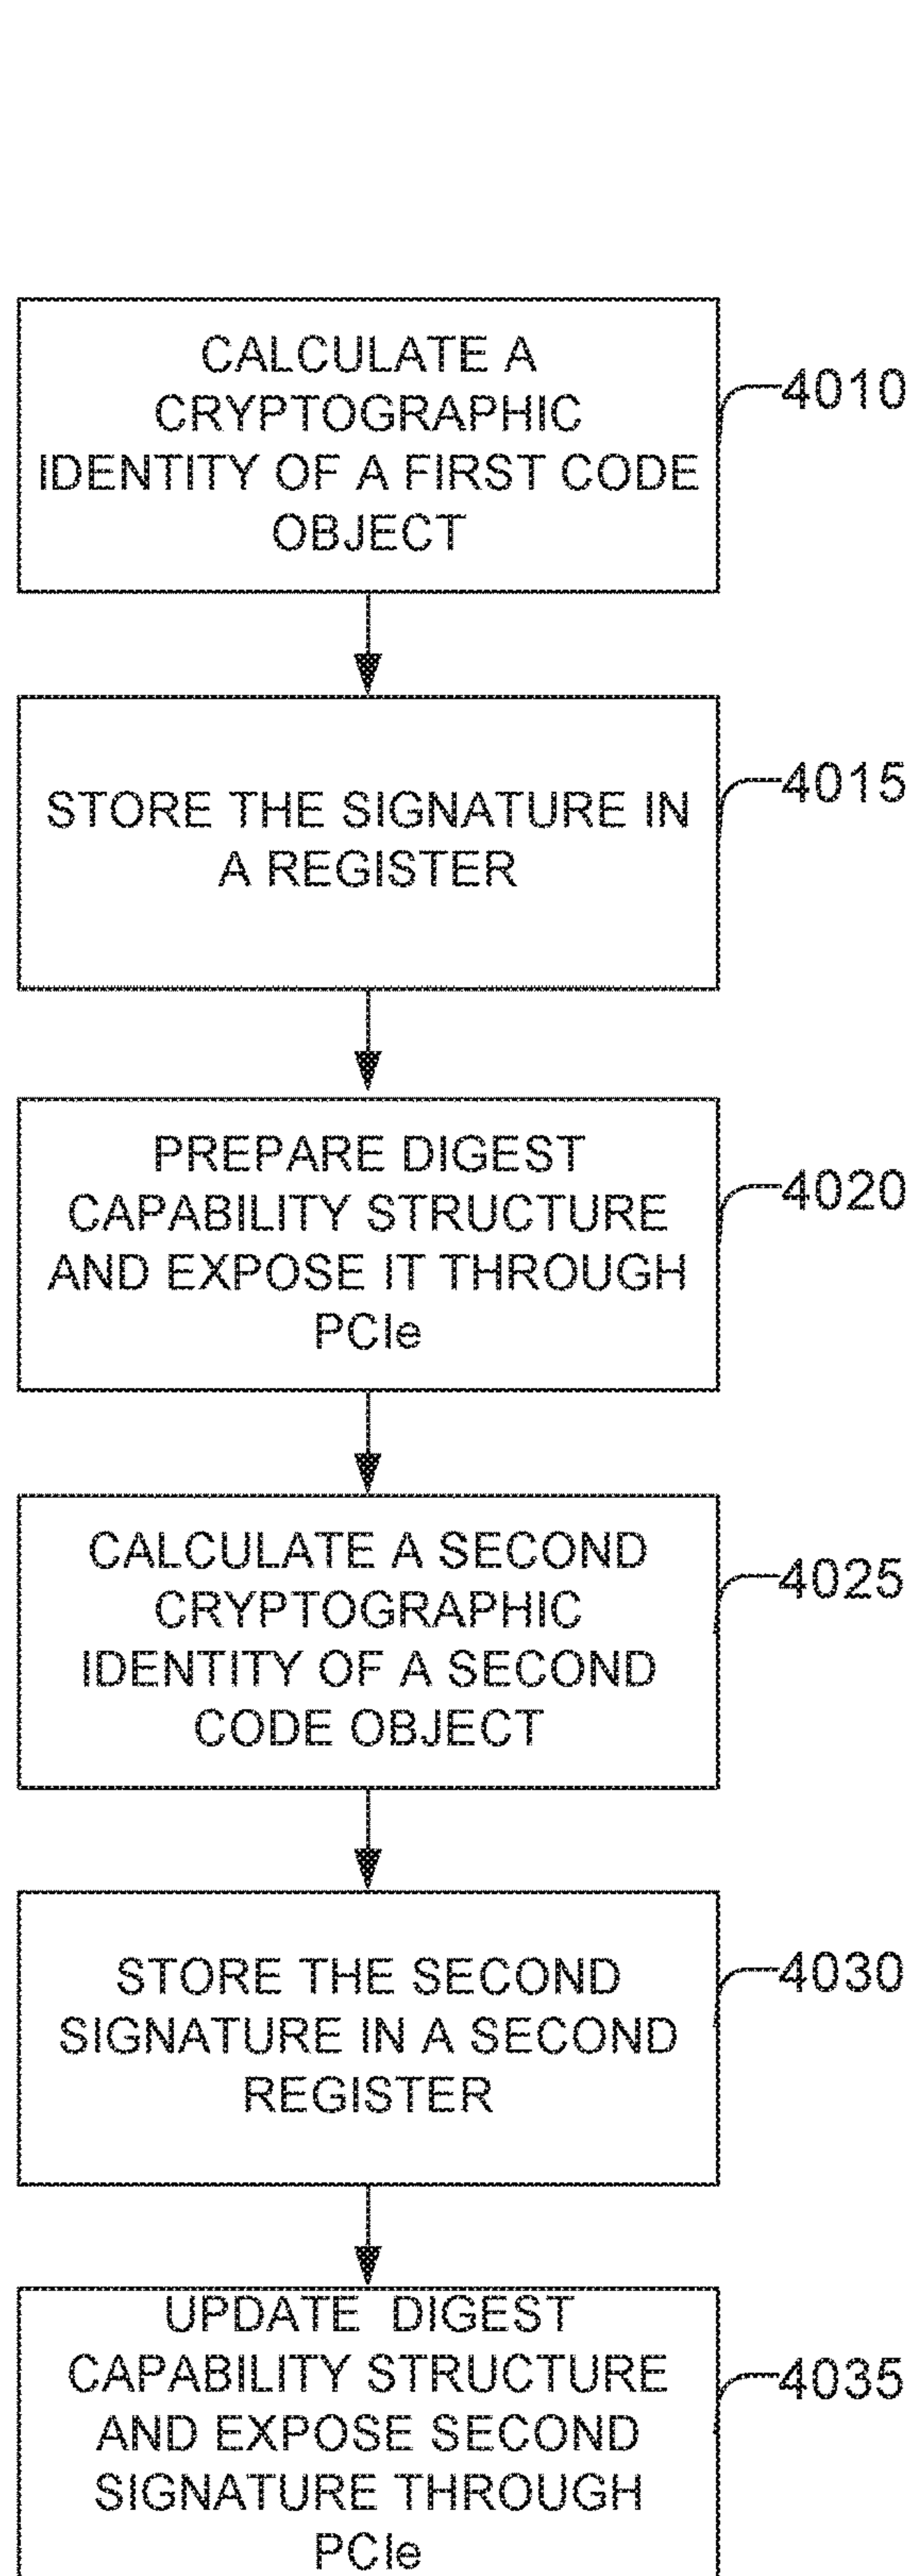 CALCULATE A
CRYPTOGRAPHIC
IDENTITY OF A FIRST CODE
OBJECT
4010
STORE THE SIGNATURE IN
A REGISTER
4015
PREPARE DIGEST
CAPABILITY STRUCTURE
AND EXPOSE IT THROUGH
PCIe
4020
CALCULATE A SECOND
CRYPTOGRAPHIC
IDENTITY OF A SECOND
CODE OBJECT
4025
STORE THE SECOND
SIGNATURE IN A SECOND
REGISTER
4030
UPDATE DIGEST
CAPABILITY STRUCTURE
AND EXPOSE SECOND
SIGNATURE THROUGH
PCIe
4035